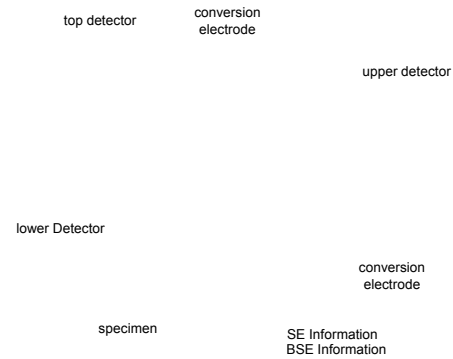 top detector
conversion
electrode
upper detector
lower Detector
conversion
electrode
specimen
SE Information
BSE Information